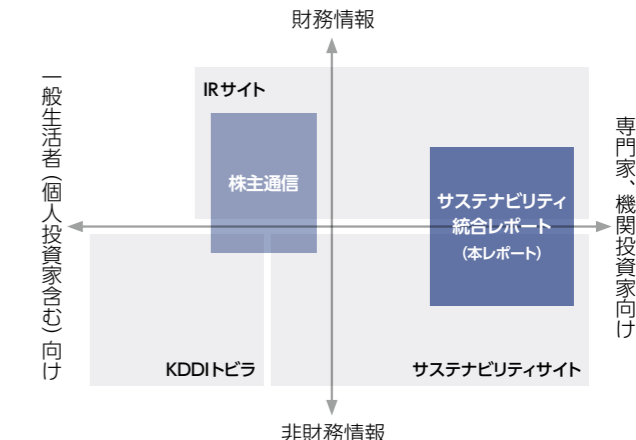 財務情報
一般生活者(個人投資家含む)向け
IRサイト
株主通信
サステナビリティ
統合レポート
(本レポート)
専門家、機関投資家向け
KDDIトビラ
サステナビリティサイト
非財務情報